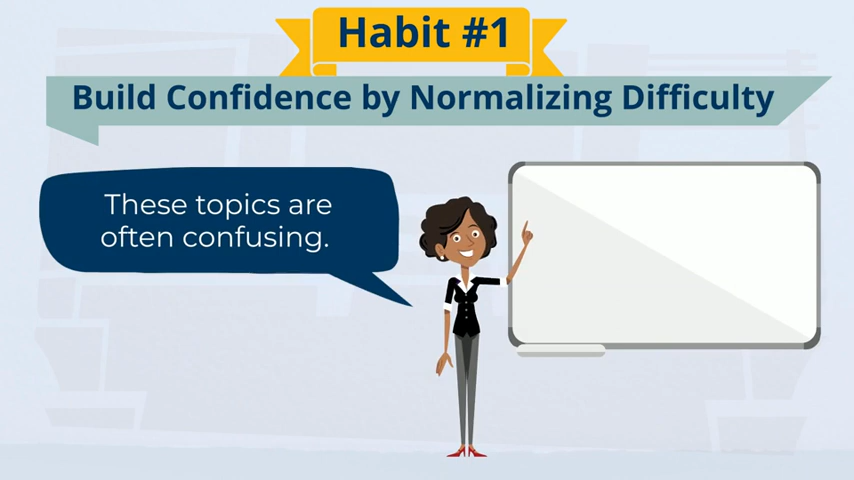 Habit #1
Build Confidence by Normalizing Difficulty
These topics are
often confusing.